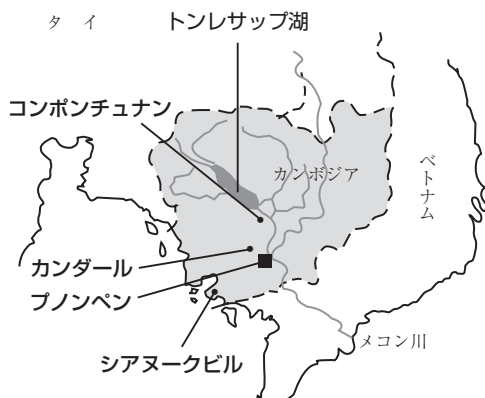 タイ
トンレサップ湖
コンポンチュナン
カンボジア
ベトナム
カンダール
プノンペン
シアヌークビル
メコン川